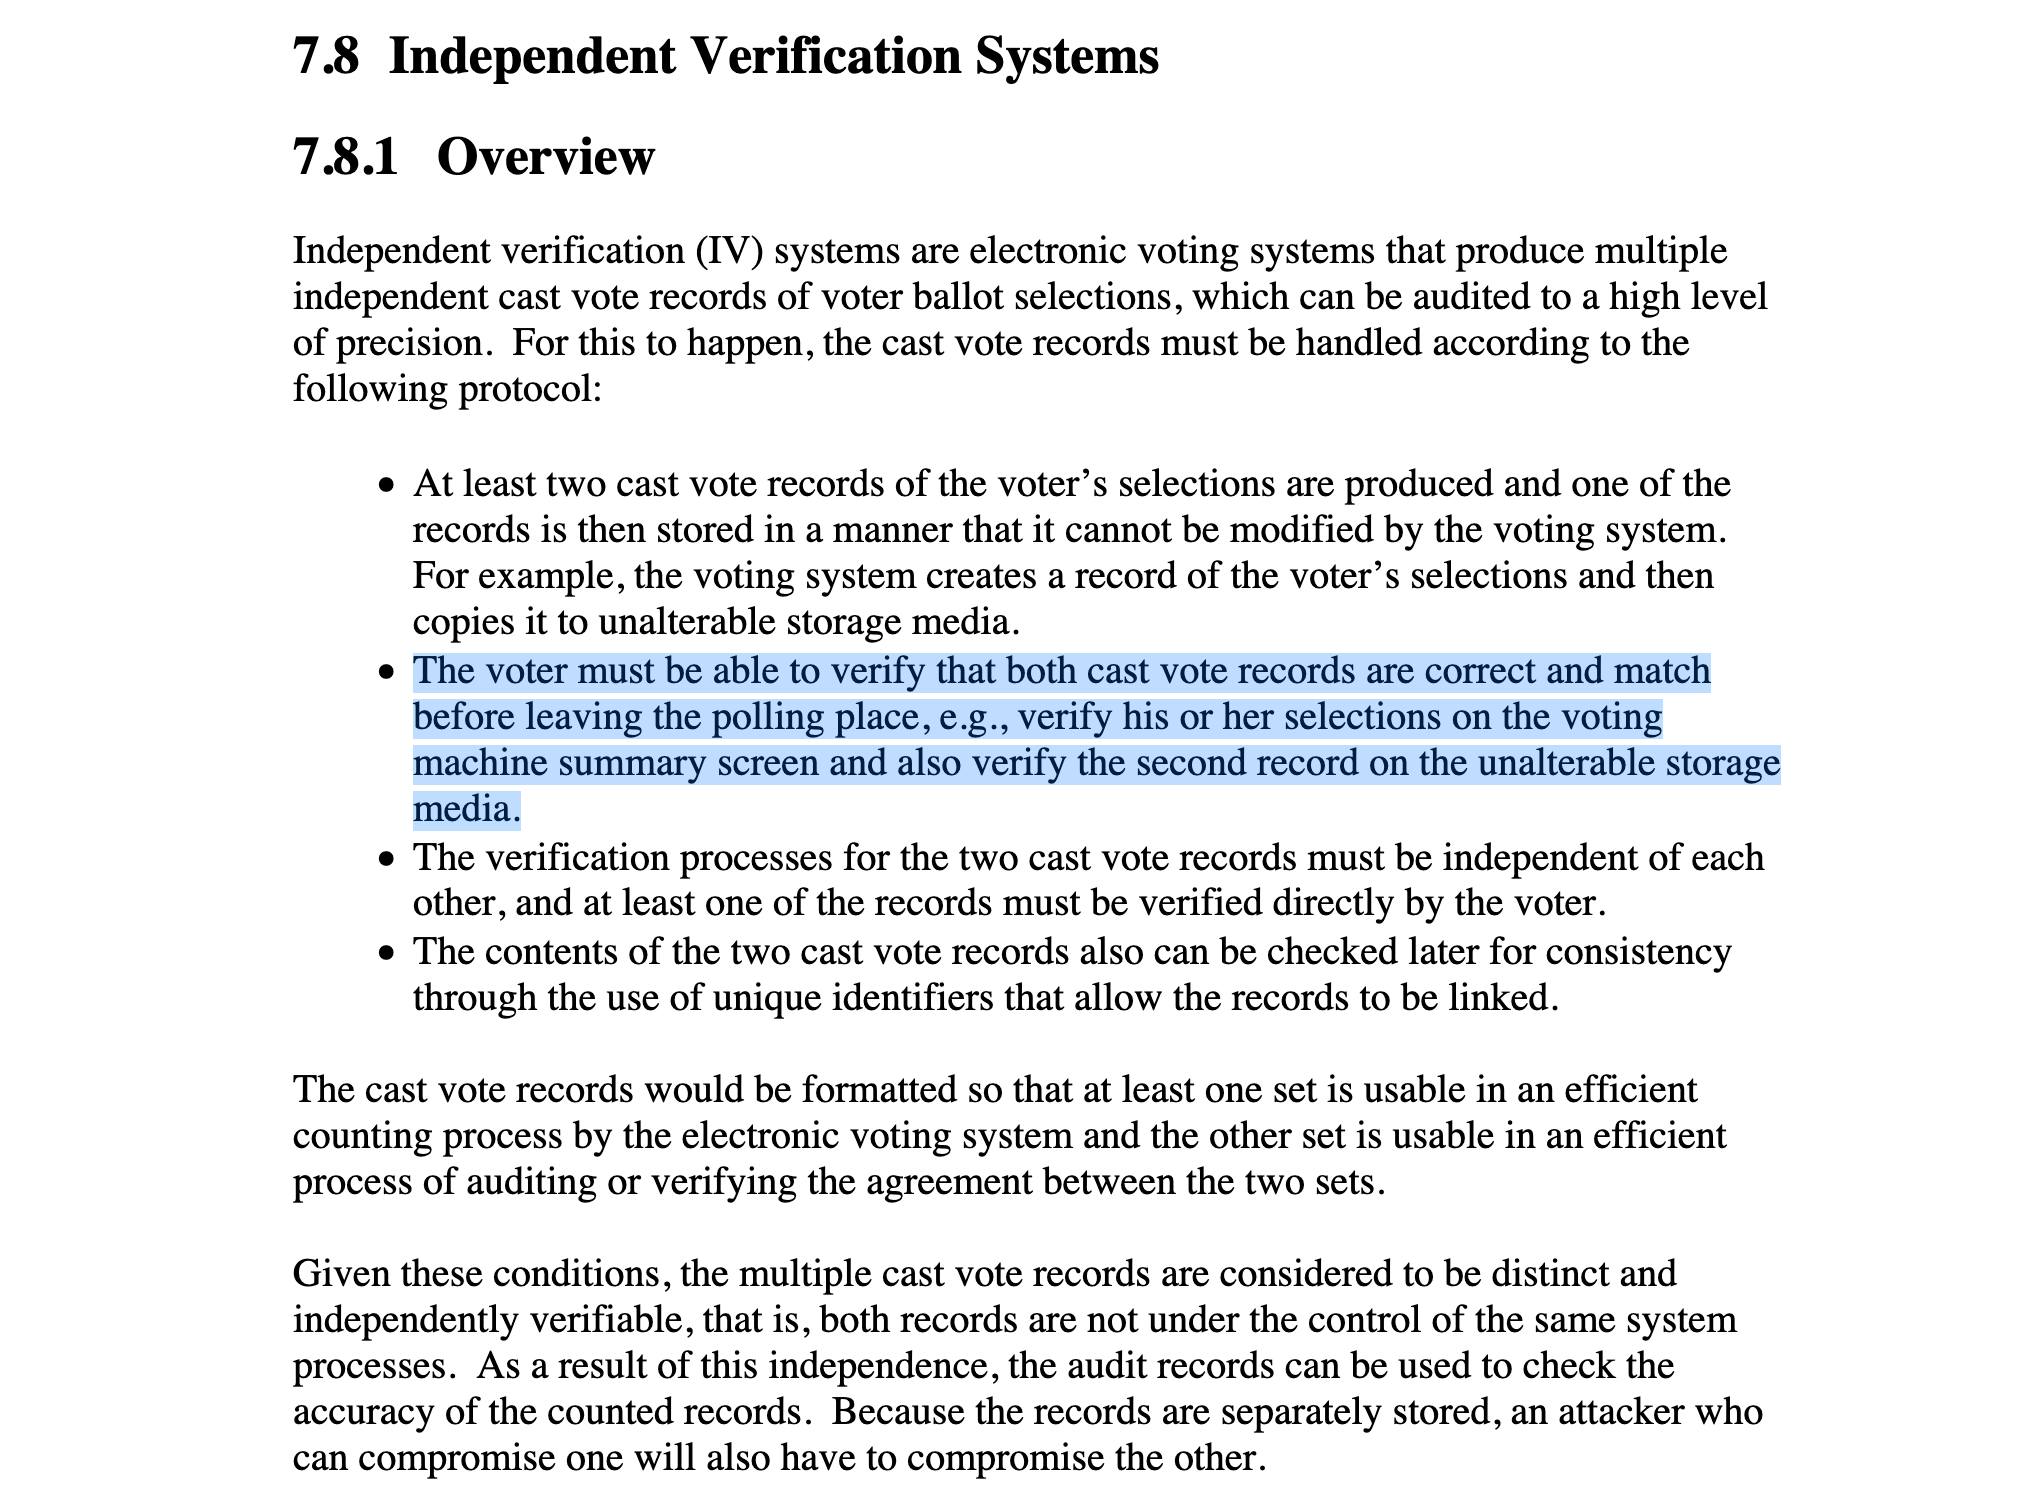 7.8 Independent Verification Systems
7.8.1 Overview
Independent verification (IV) systems are electronic voting systems that produce multiple
independent cast vote records of voter ballot selections, which can be audited to a high level
of precision. For this to happen, the cast vote records must be handled according to the
following protocol:
• At least two cast vote records of the voter’s selections are produced and one of the
records is then stored in a manner that it cannot be modified by the voting system.
For example, the voting system creates a record of the voter’s selections and then
copies it to unalterable storage media.
• The voter must be able to verify that both cast vote records are correct and match
before leaving the polling place, e.g., verify his or her selections on the voting
machine summary screen and also verify the second record on the unalterable storage
media.
• The verification processes for the two cast vote records must be independent of each
other, and at least one of the records must be verified directly by the voter.
• The contents of the two cast vote records also can be checked later for consistency
through the use of unique identifiers that allow the records to be linked.
The cast vote records would be formatted so that at least one set is usable in an efficient
counting process by the electronic voting system and the other set is usable in an efficient
process of auditing or verifying the agreement between the two sets.
Given these conditions, the multiple cast vote records are considered to be distinct and
independently verifiable, that is, both records are not under the control of the same system
processes. As a result of this independence, the audit records can be used to check the
accuracy of the counted records. Because the records are separately stored, an attacker who
can compromise one will also have to compromise the other.